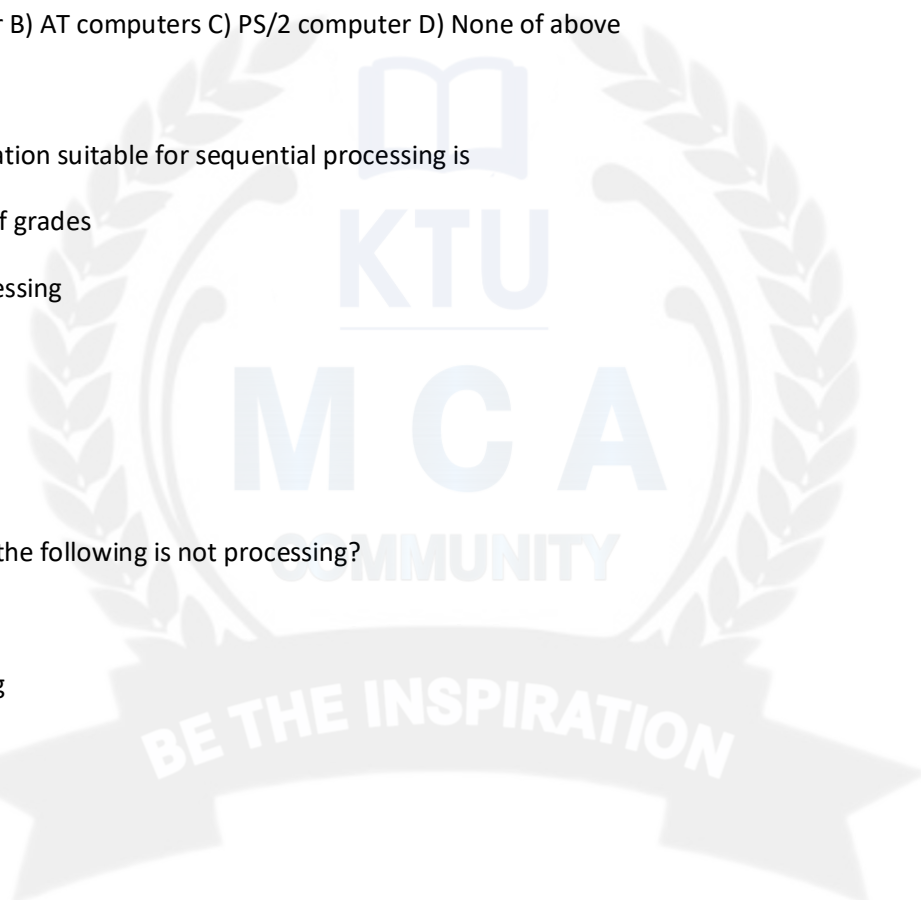 r B) AT computers C) PS/2 computer D) None of above
ation suitable for sequential processing is
f grades
essing
KTU
MCA
the following is not processing?
COMMUNITY
g
BE THE INSPIRATION